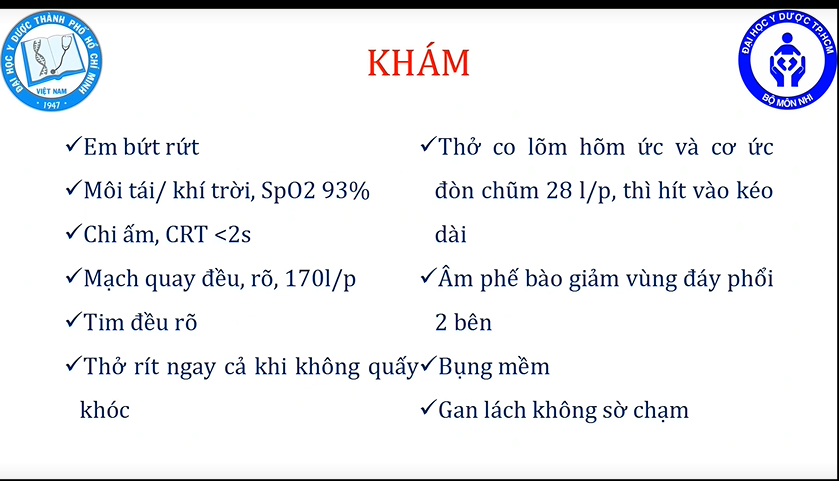 ĐẠI HỌC Y DƯỢC THÀNH PHỐ HỒ CHÍ MINH
VIỆT NAM
1947
ĐẠI HỌC Y DƯỢC TP.HCM
BỘ MÔN NHI
KHÁM
✓Em bứt rứt
✓Môi tái/ khí trời, SpO2 93%
✓Chi ấm, CRT <2s
✓Mạch quay đều, rõ, 170l/p
✓Tim đều rõ
✓Thở rít ngay cả khi không quấy
khóc
✓Thở co lõm hõm ức và cơ ức
đòn chũm 28 l/p, thì hít vào kéo
dài
✓Âm phế bào giảm vùng đáy phổi
2 bên
✓Bụng mềm
✓Gan lách không sờ chạm